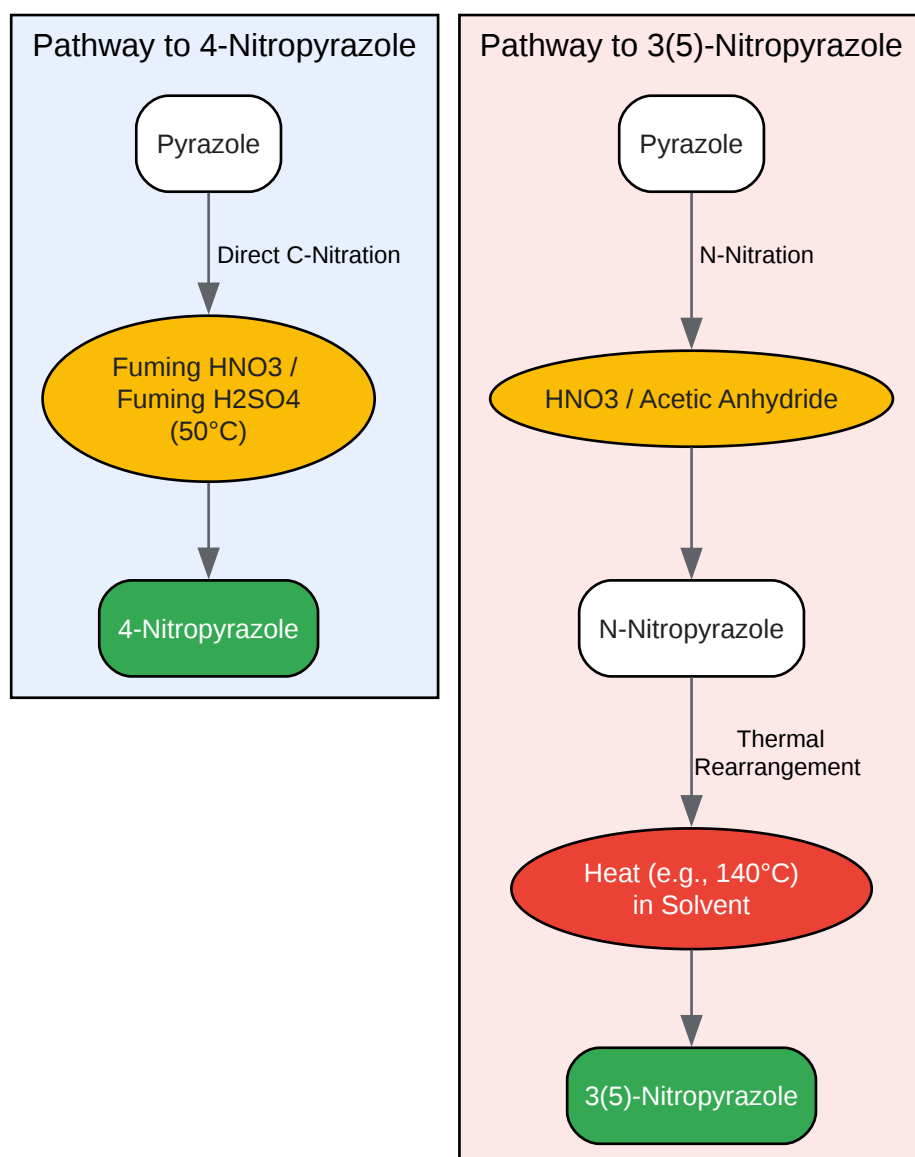 Pathway to 4-Nitropyrazole
Pyrazole
Direct C-Nitration
Fuming HNO3 /
Fuming H2SO4
(50°C)
4-Nitropyrazole
Pathway to 3(5)-Nitropyrazole
Pyrazole
N-Nitration
HNO3 / Acetic Anhydride
N-Nitropyrazole
Thermal
Rearrangement
Heat (e.g., 140°C)
in Solvent
3(5)-Nitropyrazole